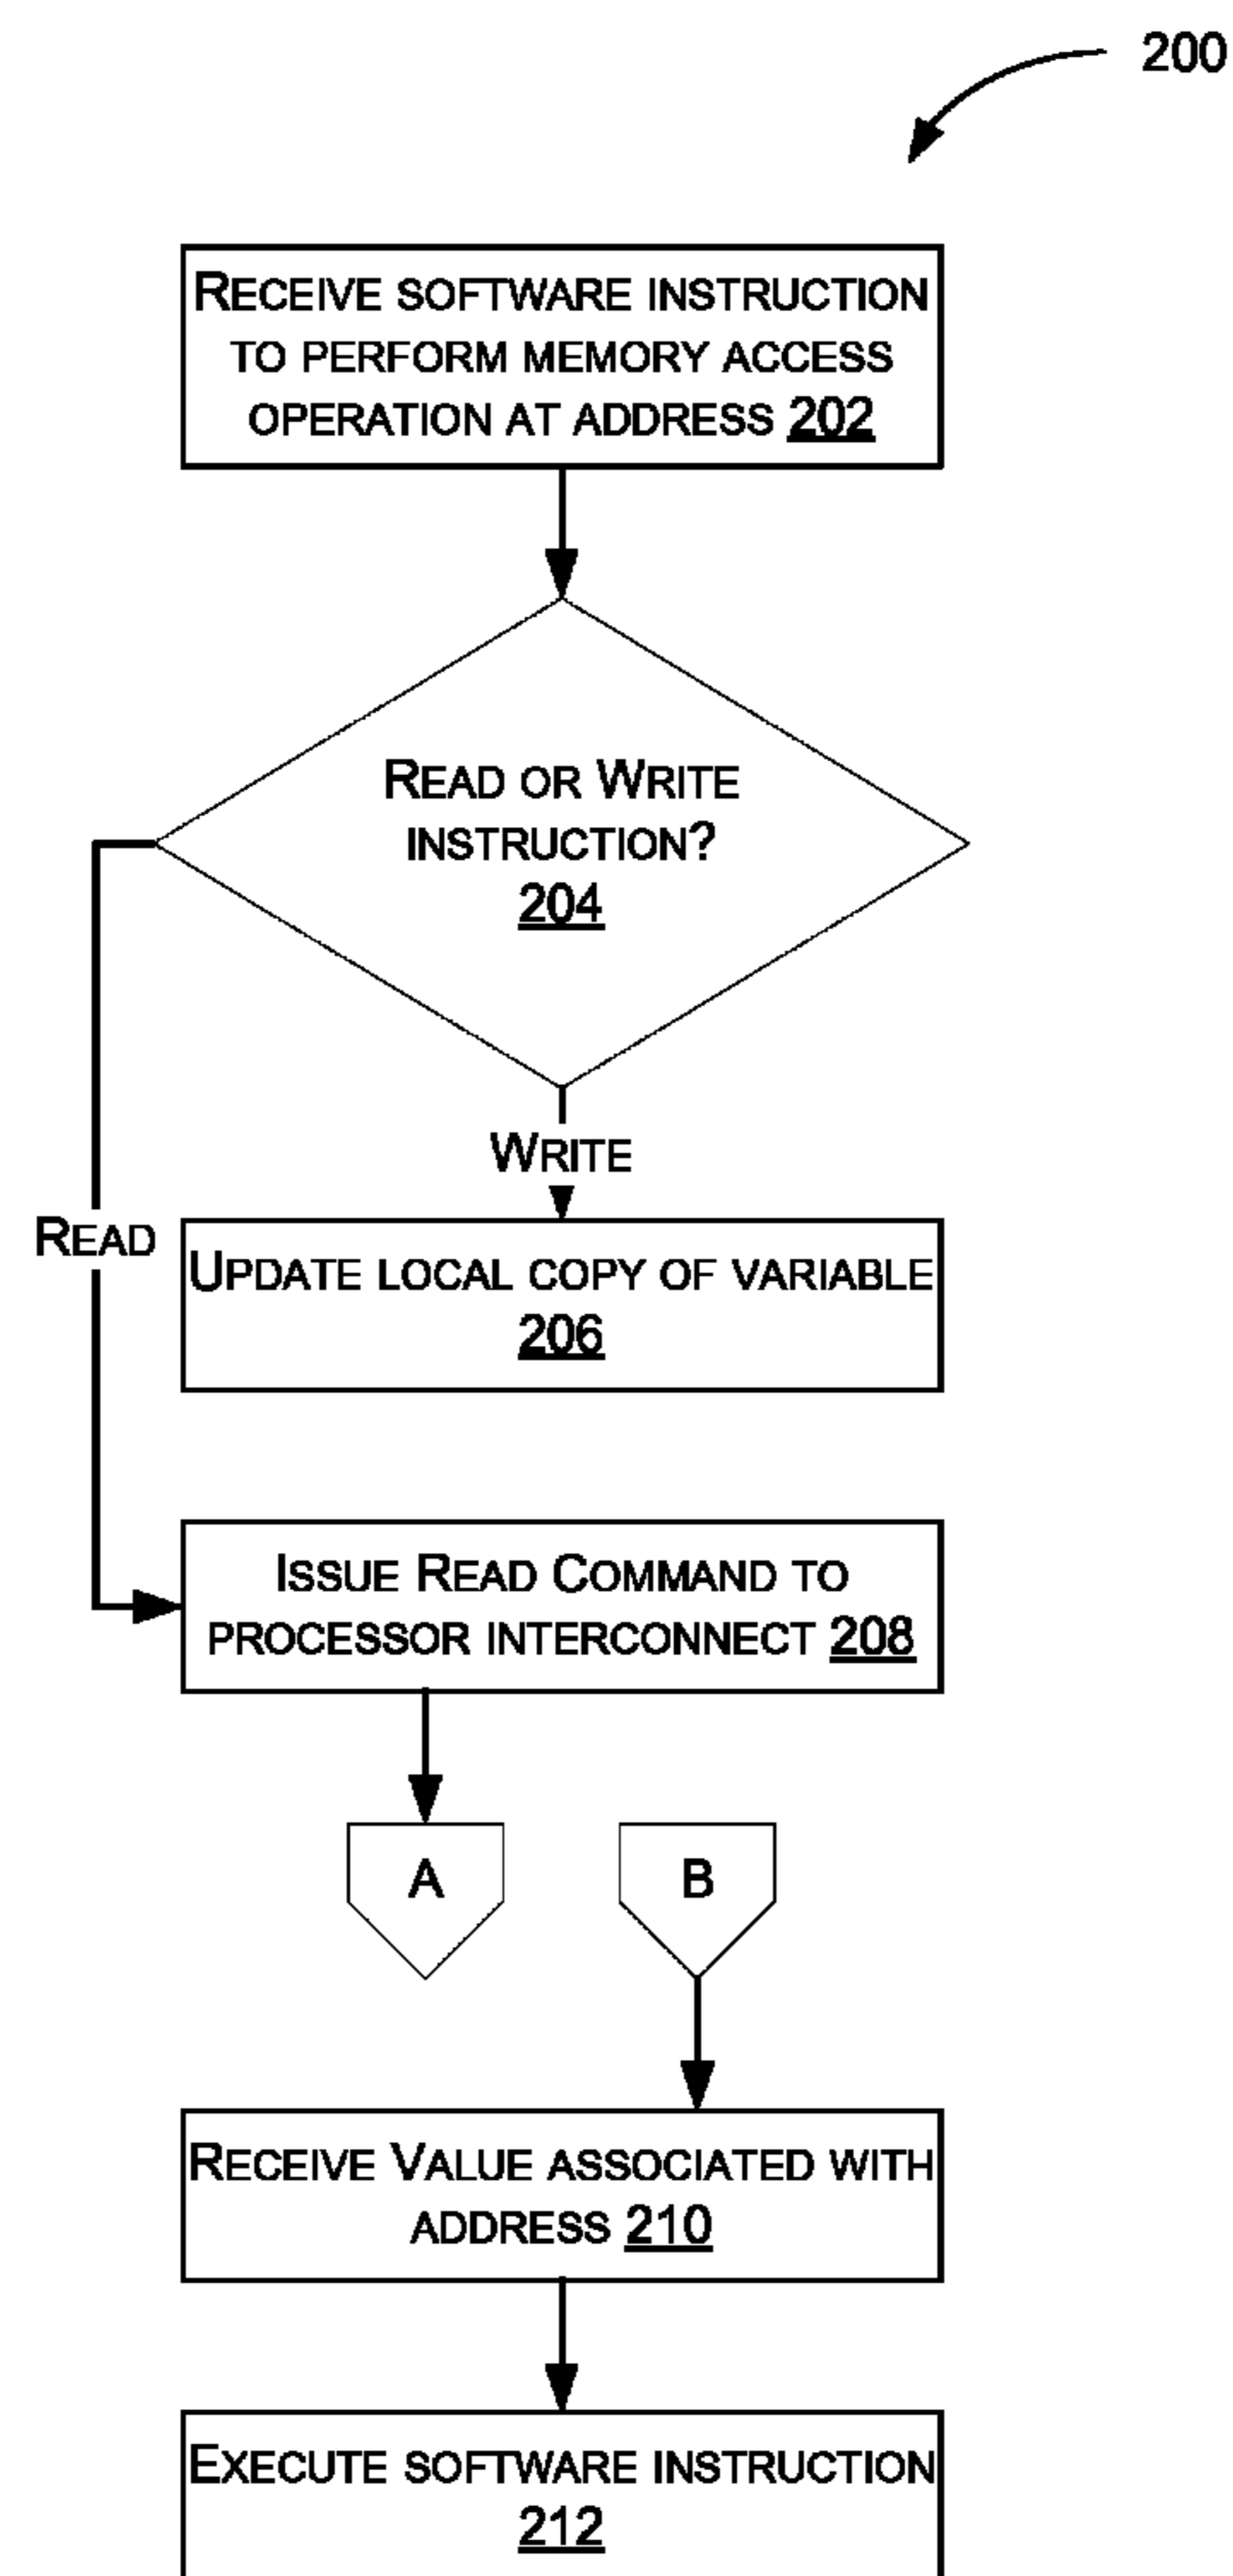 200
RECEIVE SOFTWARE INSTRUCTION
TO PERFORM MEMORY ACCESS
OPERATION AT ADDRESS 202
READ OR WRITE
INSTRUCTION?
204
WRITE
READ
UPDATE LOCAL COPY OF VARIABLE
206
ISSUE READ COMMAND TO
PROCESSOR INTERCONNECT 208
A
B
RECEIVE VALUE ASSOCIATED WITH
ADDRESS 210
EXECUTE SOFTWARE INSTRUCTION
212